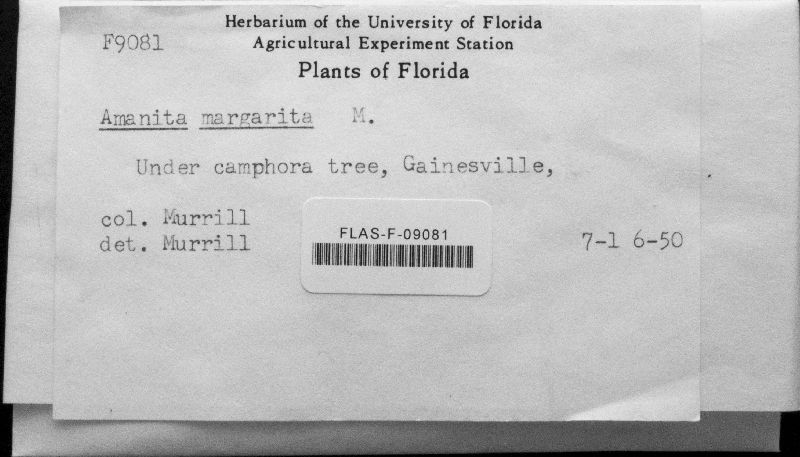 Herbarium of the University of Florida
F9081
Agricultural Experiment Station
Plants of Florida
Amanita margarita M.
Under camphora tree, Gainesville,
col. Murrill
det. Murrill
FLAS-F-09081
7-1 6-50